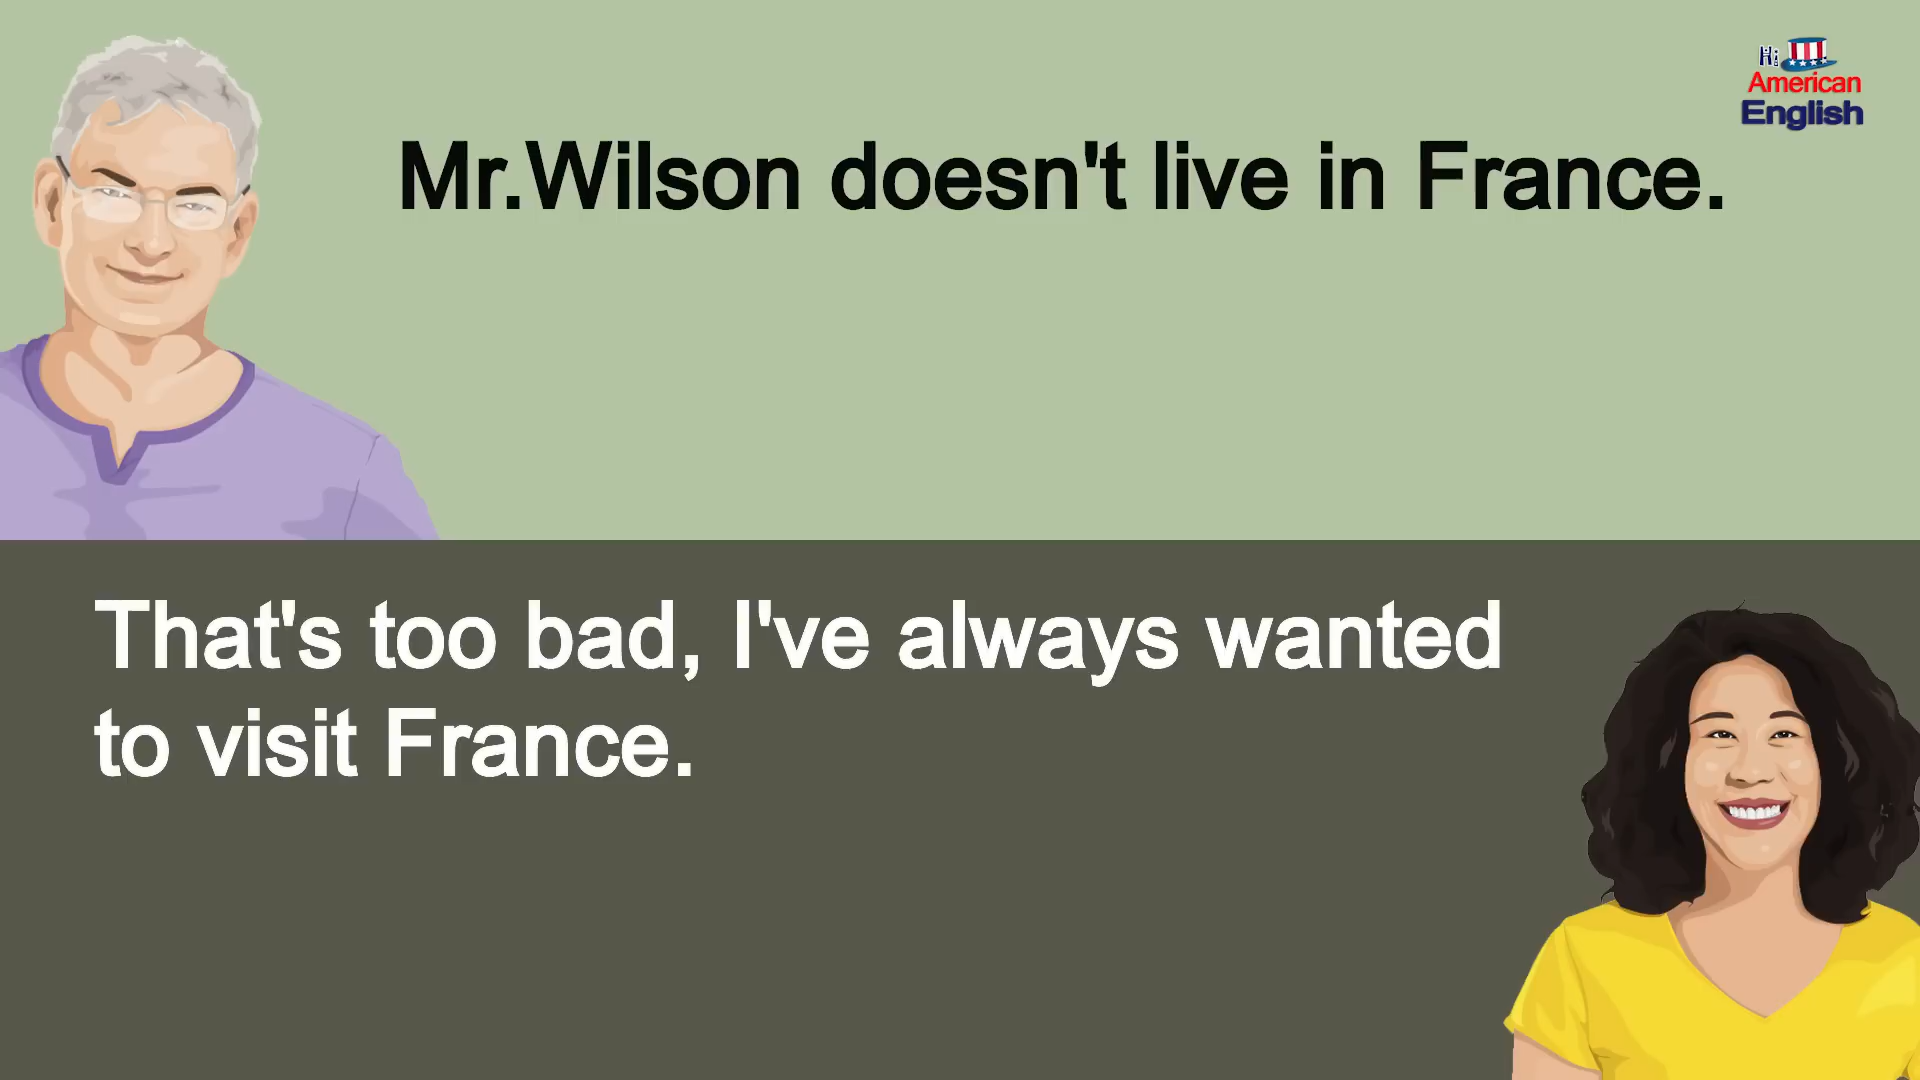 Hi
American
English
Mr.Wilson doesn't live in France.
That's too bad, I've always wanted
to visit France.